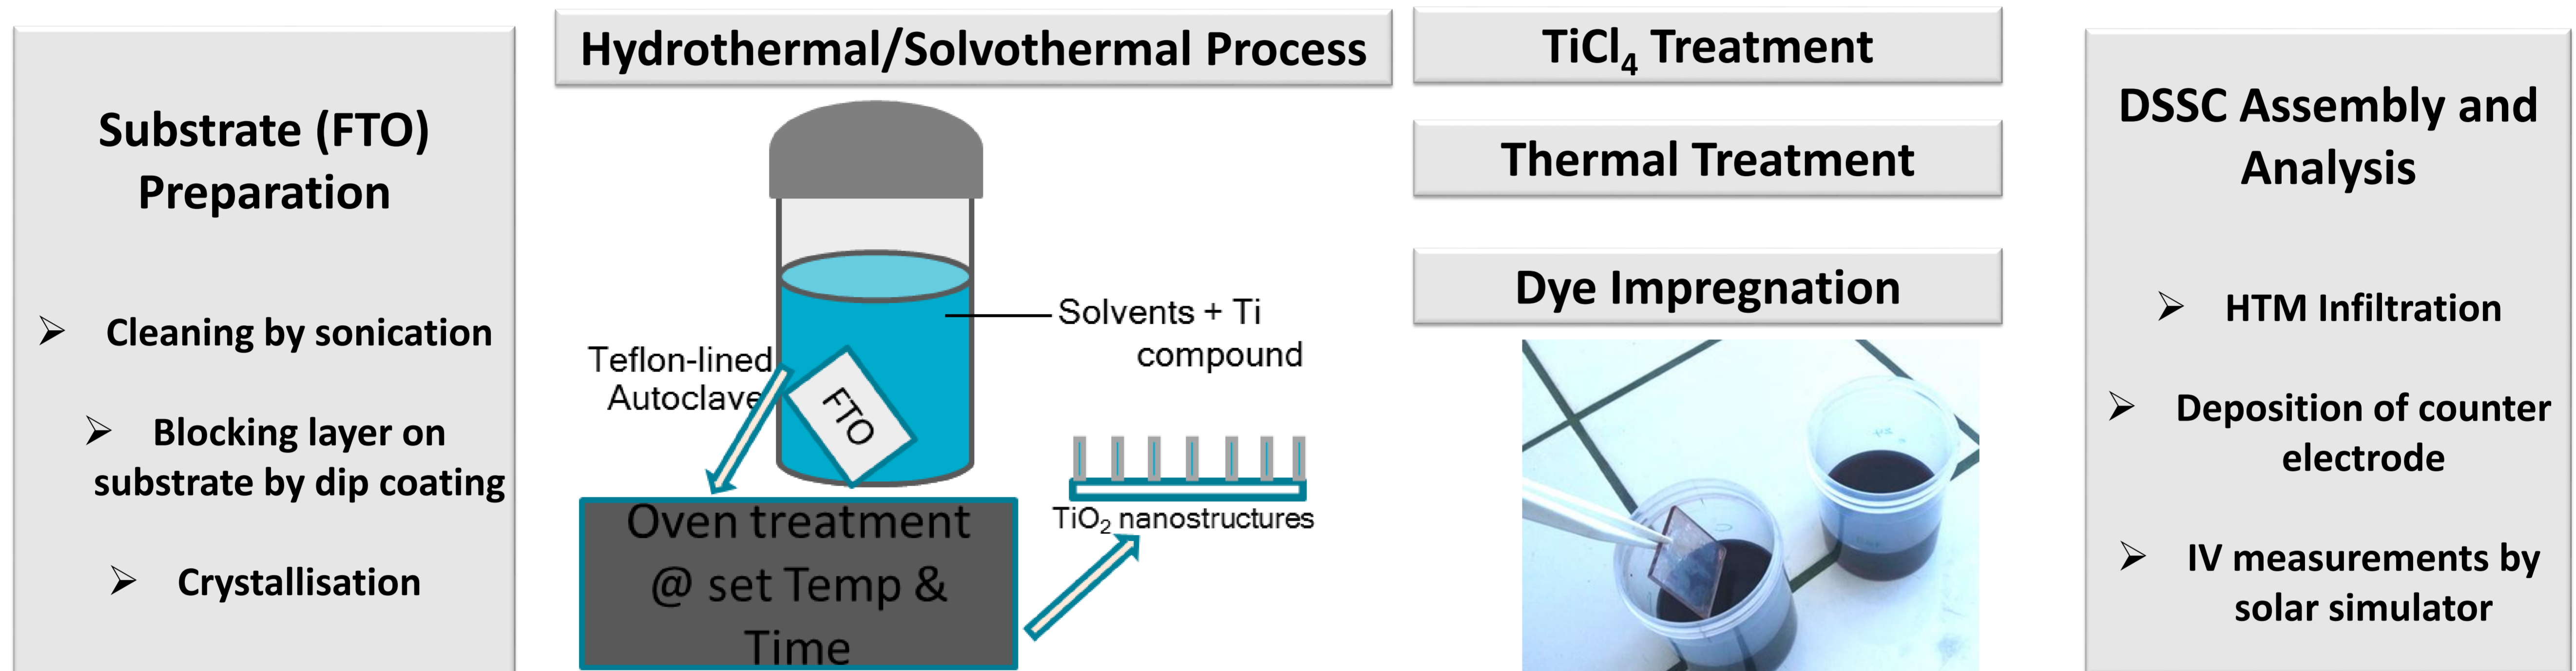 Substrate (FTO)
Preparation
➢ Cleaning by sonication
➢ Blocking layer on
substrate by dip coating
➢ Crystallisation
Hydrothermal/Solvothermal Process
Solvents + Ti
compound
Teflon-lined
Autoclave
FTO
Oven treatment
@ set Temp &
Time
TiO₂ nanostructures
TiCl₄ Treatment
Thermal Treatment
Dye Impregnation
DSSC Assembly and
Analysis
➢ HTM Infiltration
➢ Deposition of counter
electrode
➢ IV measurements by
solar simulator